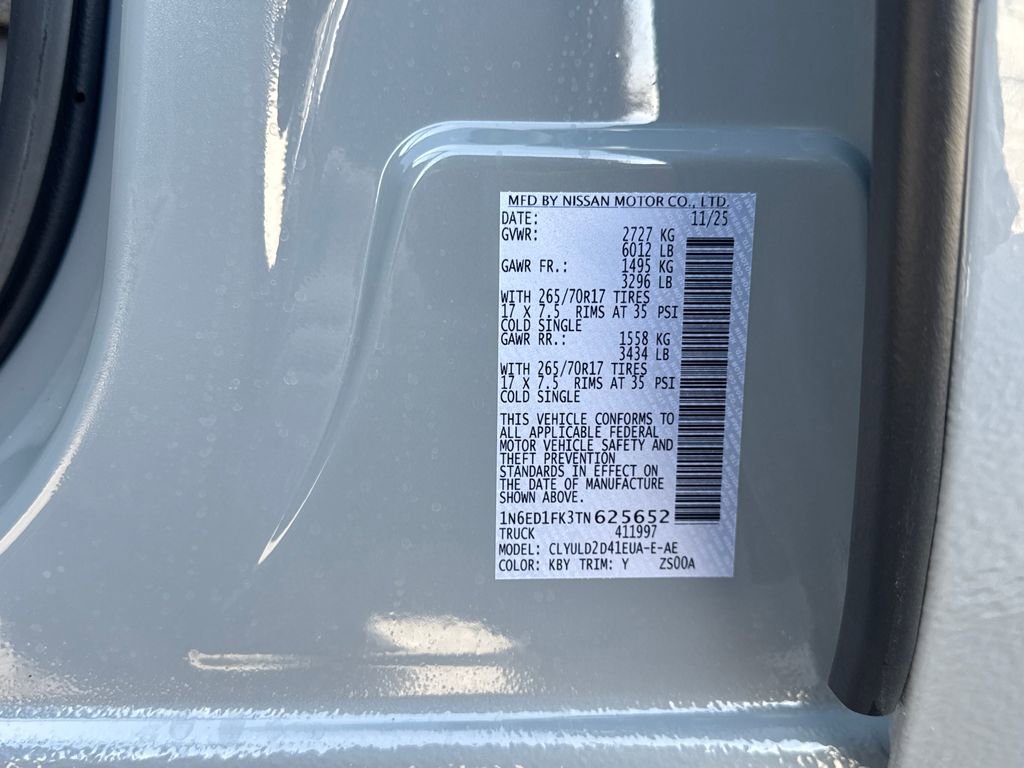 MFD BY NISSAN MOTOR CO., LTD.
DATE: 11/25
GVWR: 2727 KG
6012 LB
GAWR FR.: 1495 KG
3296 LB
WITH 265/70R17 TIRES
17 X 7.5 RIMS AT 35 PSI
COLD SINGLE
GAWR RR.: 1558 KG
3434 LB
WITH 265/70R17 TIRES
17 X 7.5 RIMS AT 35 PSI
COLD SINGLE
THIS VEHICLE CONFORMS TO
ALL APPLICABLE FEDERAL
MOTOR VEHICLE SAFETY AND
THEFT PREVENTION
STANDARDS IN EFFECT ON
THE DATE OF MANUFACTURE
SHOWN ABOVE.
1N6ED1FK3TN625652
TRUCK 411997
MODEL: CLYULD2D41EUA-E-AE
COLOR: KBY TRIM: Y ZS00A